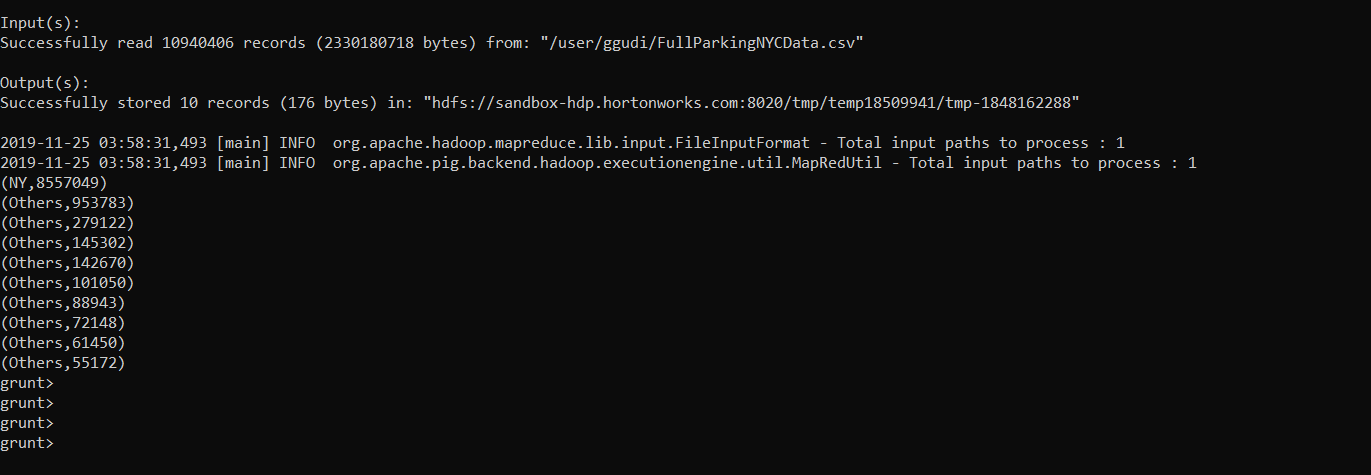 Input(s):
Successfully read 10940406 records (2330180718 bytes) from: "/user/ggudi/FullParkingNYCData.csv"
Output(s):
Successfully stored 10 records (176 bytes) in: "hdfs://sandbox-hdp.hortonworks.com:8020/tmp/temp18509941/tmp-1848162288"
2019-11-25 03:58:31,493 [main] INFO  org.apache.hadoop.mapreduce.lib.input.FileInputFormat - Total input paths to process : 1
2019-11-25 03:58:31,493 [main] INFO  org.apache.pig.backend.hadoop.executionengine.util.MapRedUtil - Total input paths to process : 1
(NY,8557049)
(Others,953783)
(Others,279122)
(Others,145302)
(Others,142670)
(Others,101050)
(Others,88943)
(Others,72148)
(Others,61450)
(Others,55172)
grunt>
grunt>
grunt>
grunt>